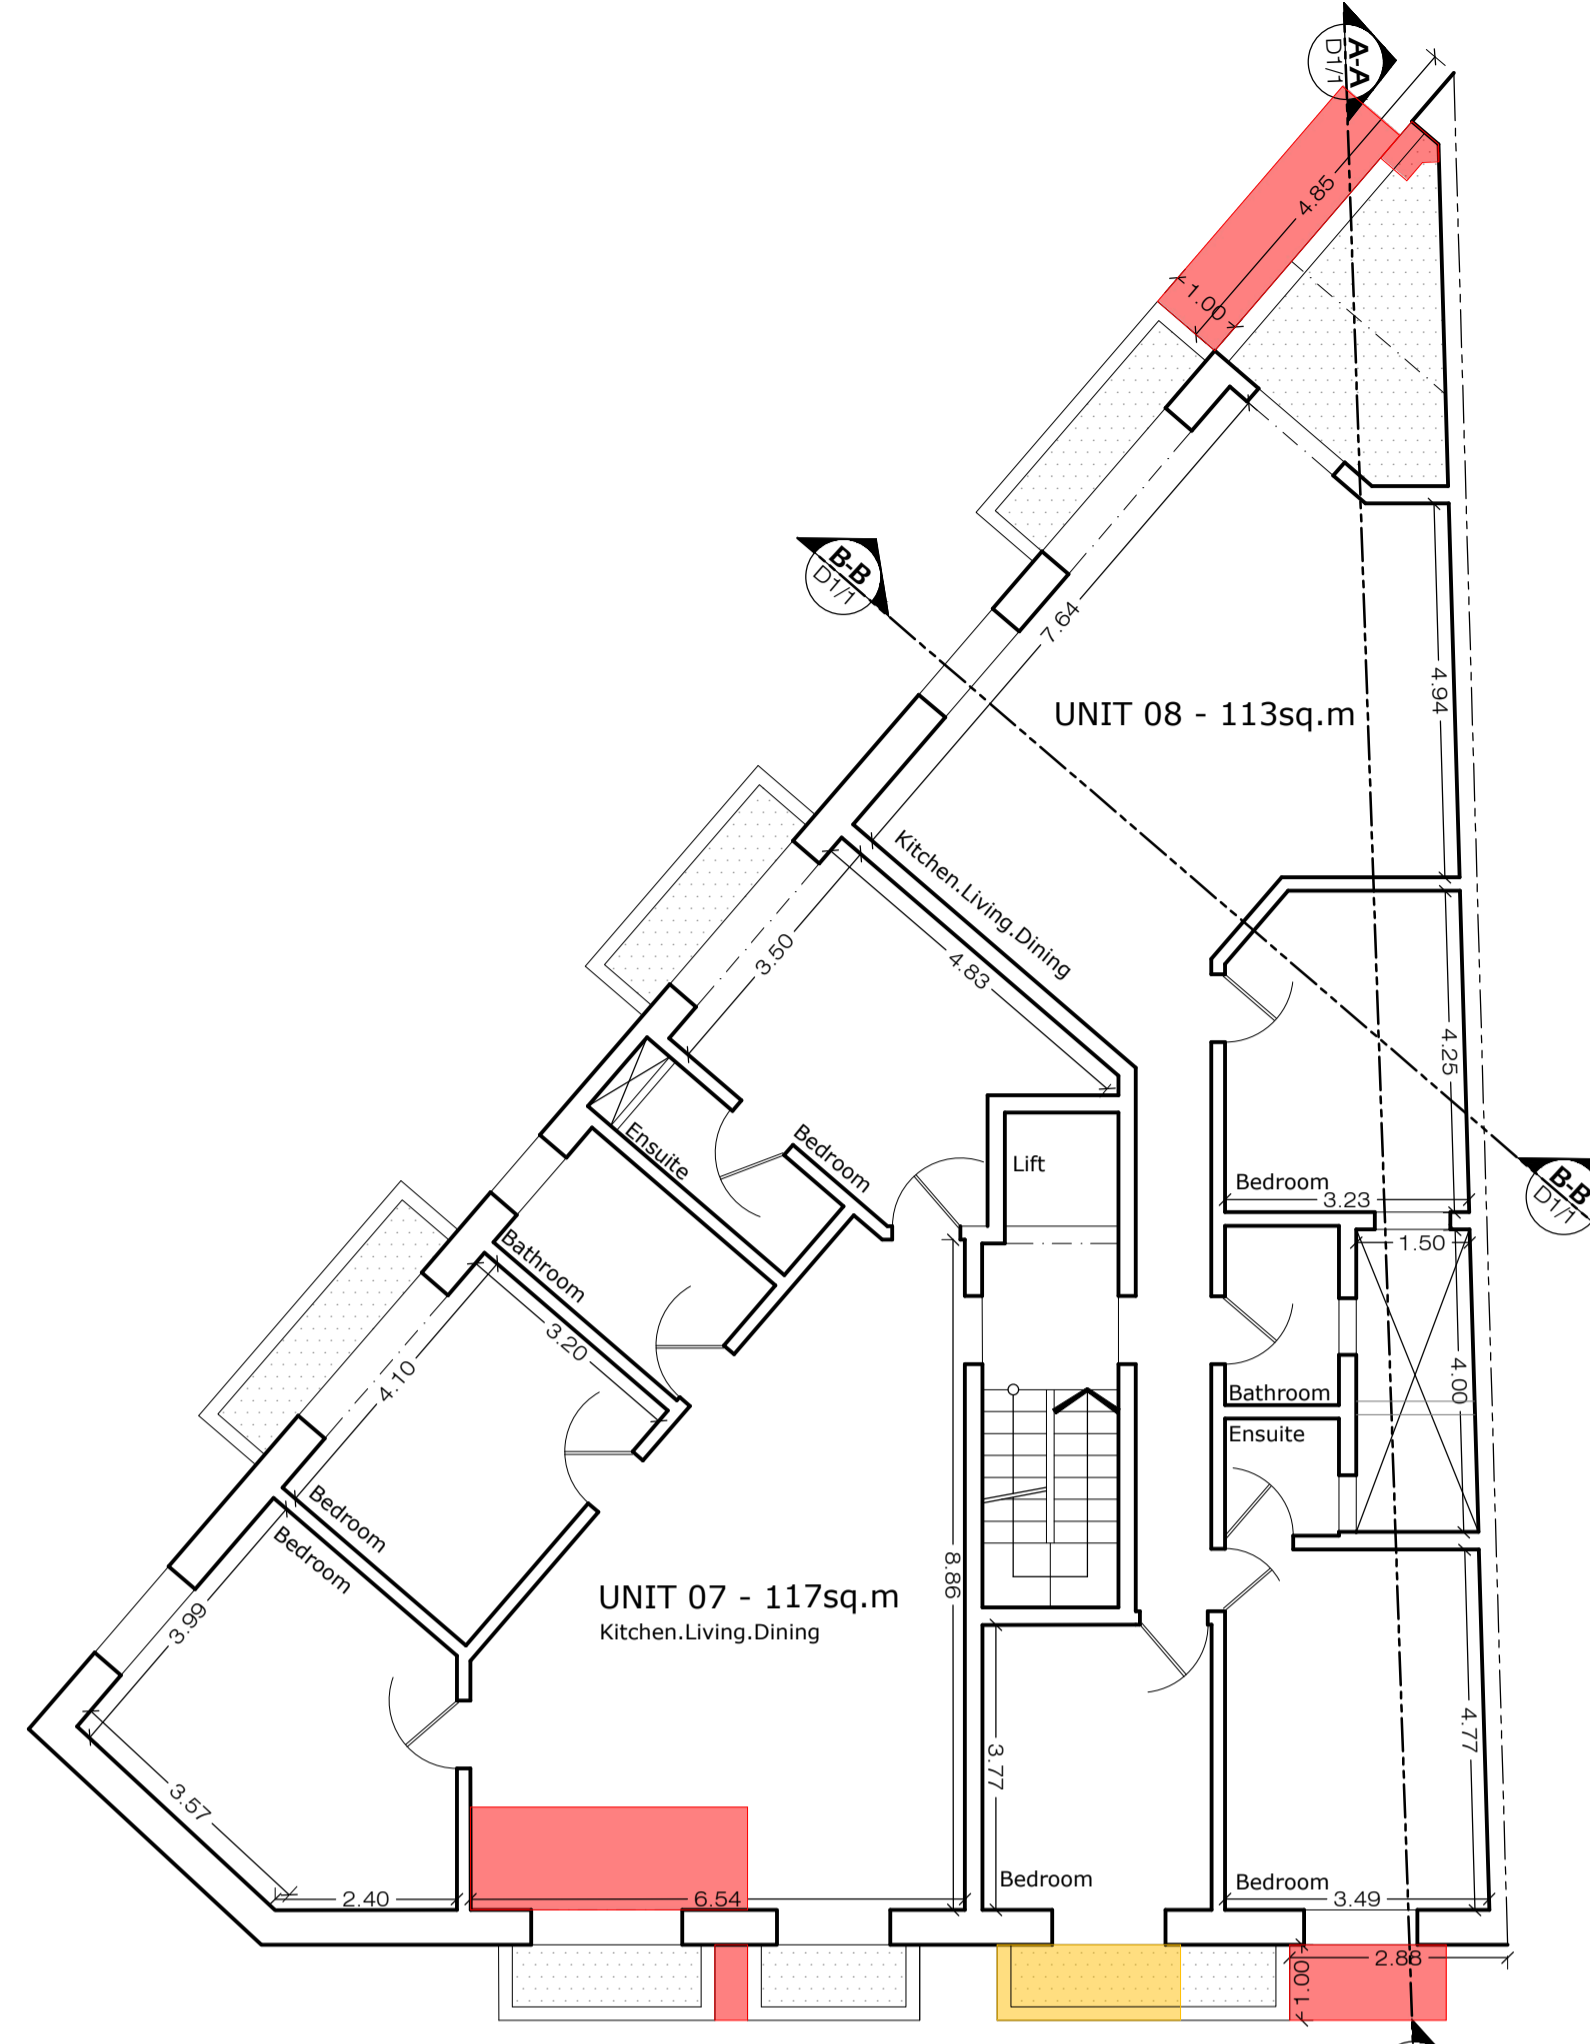 A-A
D1/1
4.85
1.00
B-B
D1/1
7.64
4.94
UNIT 08 - 113sq.m
Kitchen.Living.Dining
3.50
4.83
4.25
Ensuite
Bedroom
Lift
Bedroom
3.23
B-B
D1/1
1.50
Bathroom
3.20
4.10
4.00
Bathroom
Ensuite
Bedroom
Bedroom
8.86
UNIT 07 - 117sq.m
Kitchen.Living.Dining
3.99
4.77
3.77
3.57
Bedroom
Bedroom
2.40
6.54
3.49
2.88
1.00